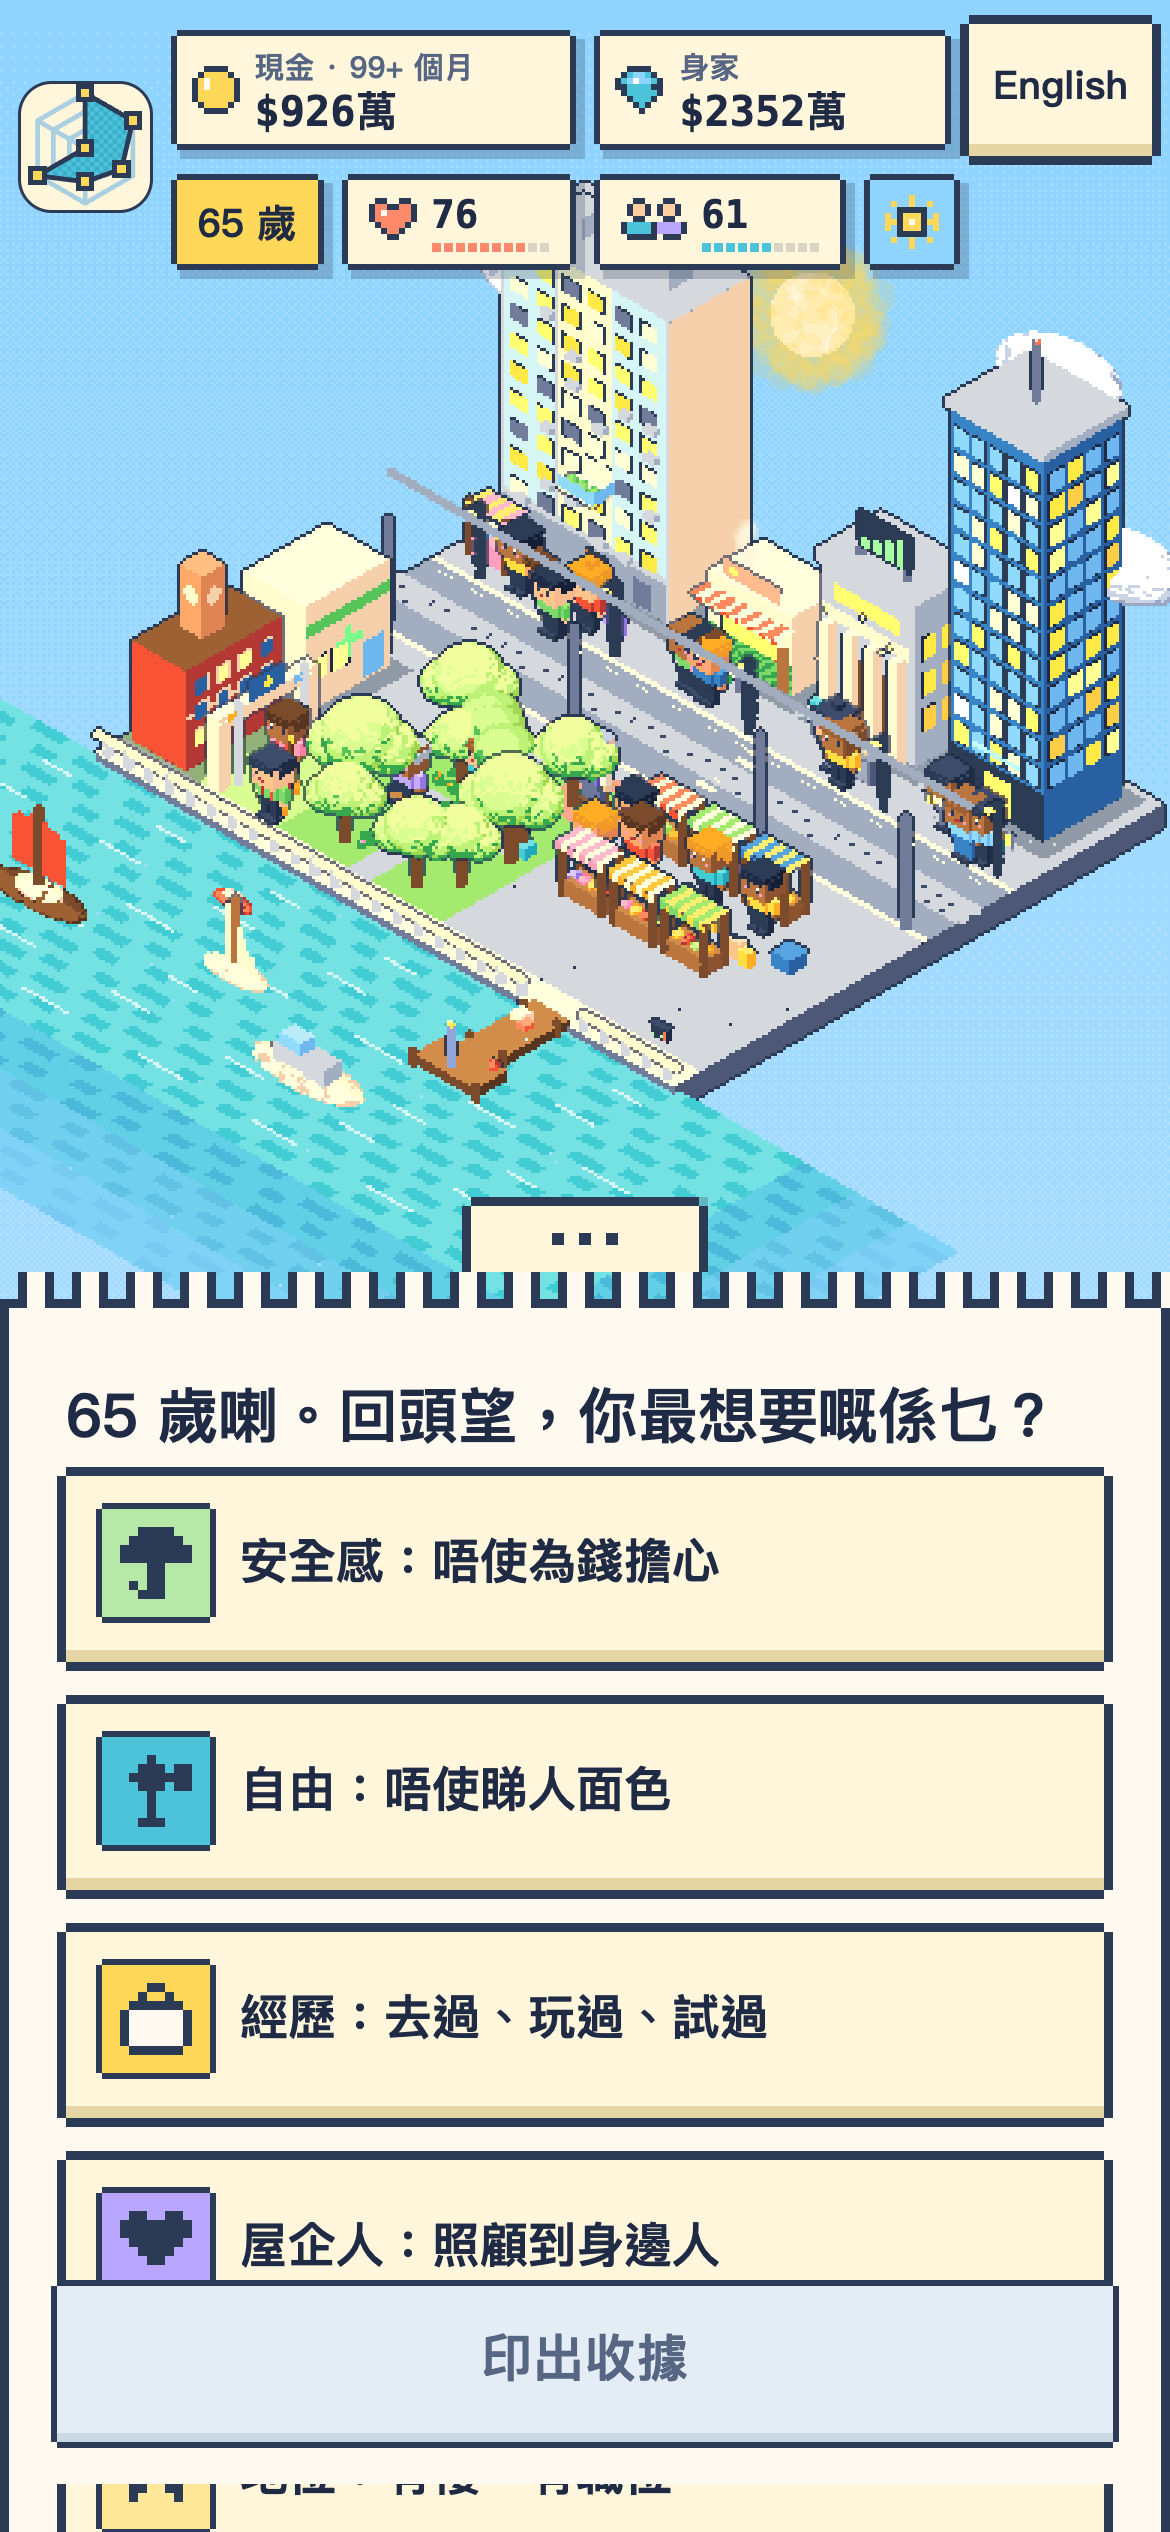 現金 · 99+ 個月
$926萬
身家
$2352萬
English
65 歲
76
61
65 歲喇。回頭望，你最想要嘅係乜？
安全感：唔使為錢擔心
自由：唔使睇人面色
經歷：去過、玩過、試過
屋企人：照顧到身邊人
印出收據